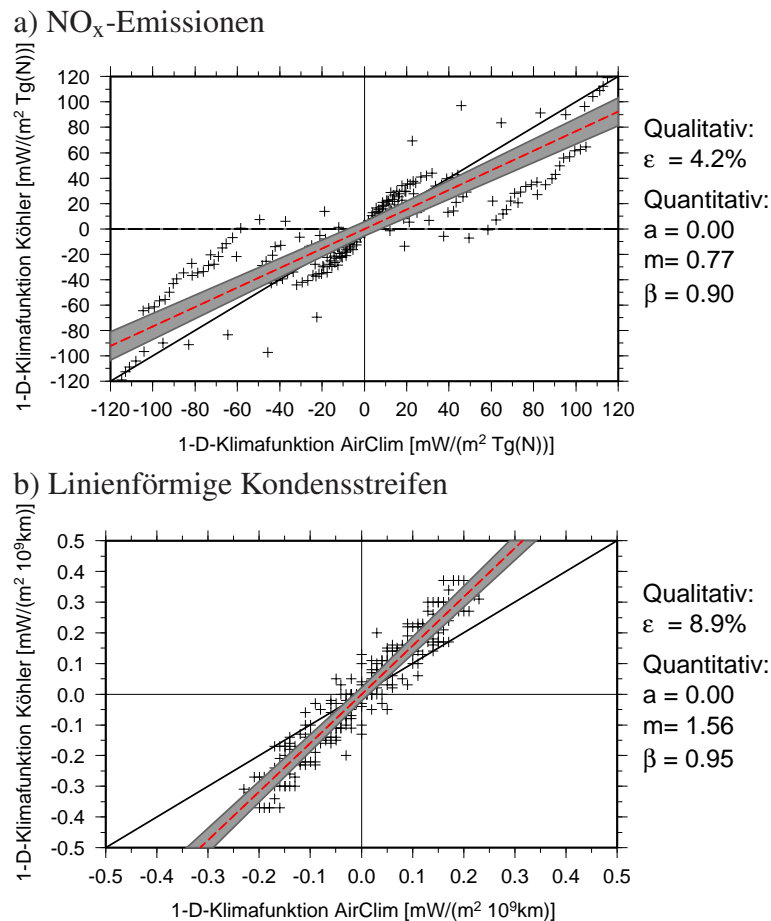 a) NOₓ-Emissionen
1-D-Klimafunktion Köhler [mW/(m² Tg(N))]
120
100
80
60
40
20
0
-20
-40
-60
-80
-100
-120
-120 -100 -80 -60 -40 -20 0 20 40 60 80 100 120
1-D-Klimafunktion AirClim [mW/(m² Tg(N))]
Qualitativ:
ε = 4.2%
Quantitativ:
a = 0.00
m = 0.77
β = 0.90
b) Linienförmige Kondensstreifen
1-D-Klimafunktion Köhler [mW/(m² 10⁹km)]
0.5
0.4
0.3
0.2
0.1
0.0
-0.1
-0.2
-0.3
-0.4
-0.5
-0.5 -0.4 -0.3 -0.2 -0.1 0.0 0.1 0.2 0.3 0.4 0.5
1-D-Klimafunktion AirClim [mW/(m² 10⁹km)]
Qualitativ:
ε = 8.9%
Quantitativ:
a = 0.00
m= 1.56
β = 0.95